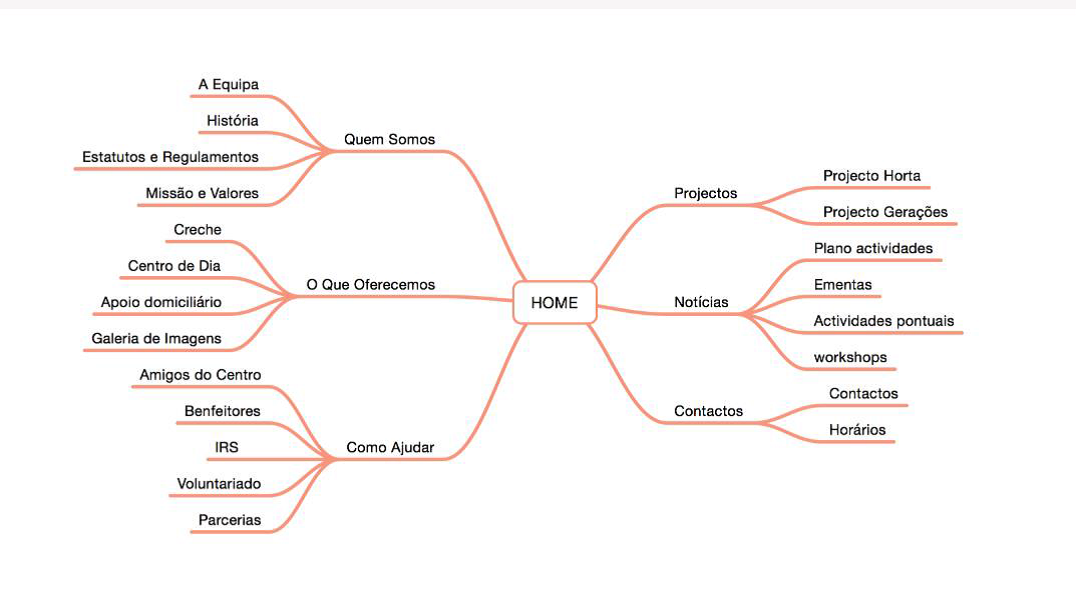 A Equipa
História
Estatutos e Regulamentos
Missão e Valores
Quem Somos
Creche
Centro de Dia
Apoio domiciliário
Galeria de Imagens
O Que Oferecemos
Amigos do Centro
Benfeitores
IRS
Voluntariado
Parcerias
Como Ajudar
HOME
Projectos
Projecto Horta
Projecto Gerações
Notícias
Plano actividades
Ementas
Actividades pontuais
workshops
Contactos
Contactos
Horários